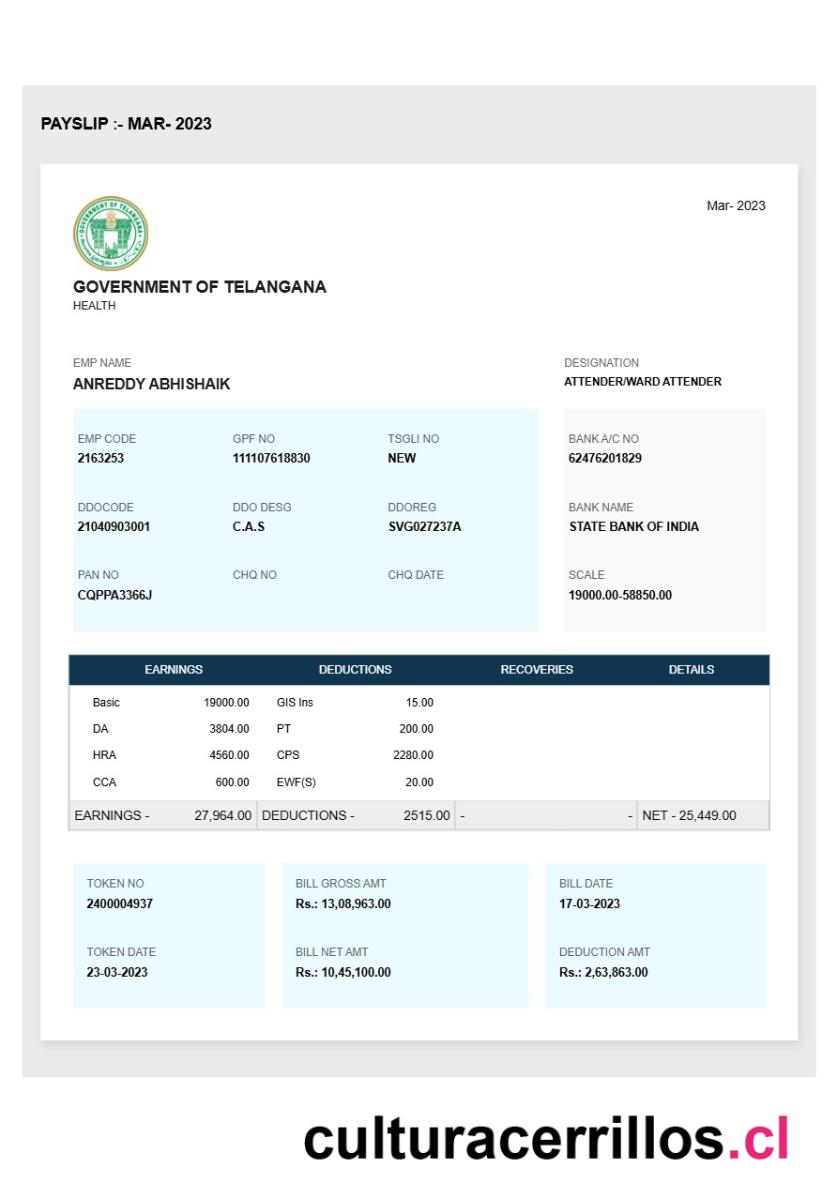 PAYSLIP :- MAR- 2023
Mar- 2023
GOVERNMENT OF TELANGANA
GOVERNMENT OF TELANGANA
HEALTH
EMP NAME DESIGNATION
ANREDDY ABHISHAIK ATTENDER/WARD ATTENDER
EMP CODE GPF NO TSGLI NO BANK A/C NO
2163253 111107618830 NEW 62476201829
DDOCODE DDO DESG DDOREG BANK NAME
21040903001 C.A.S SVG027237A STATE BANK OF INDIA
PAN NO CHQ NO CHQ DATE SCALE
CQPPA3366J 19000.00-58850.00
EARNINGS DEDUCTIONS RECOVERIES DETAILS
Basic 19000.00 GIS Ins 15.00
DA 3804.00 PT 200.00
HRA 4560.00 CPS 2280.00
CCA 600.00 EWF(S) 20.00
EARNINGS - 27,964.00 DEDUCTIONS - 2515.00 - - NET - 25,449.00
TOKEN NO BILL GROSS AMT BILL DATE
2400004937 Rs.: 13,08,963.00 17-03-2023
TOKEN DATE BILL NET AMT DEDUCTION AMT
23-03-2023 Rs.: 10,45,100.00 Rs.: 2,63,863.00
culturacerrillos.cl